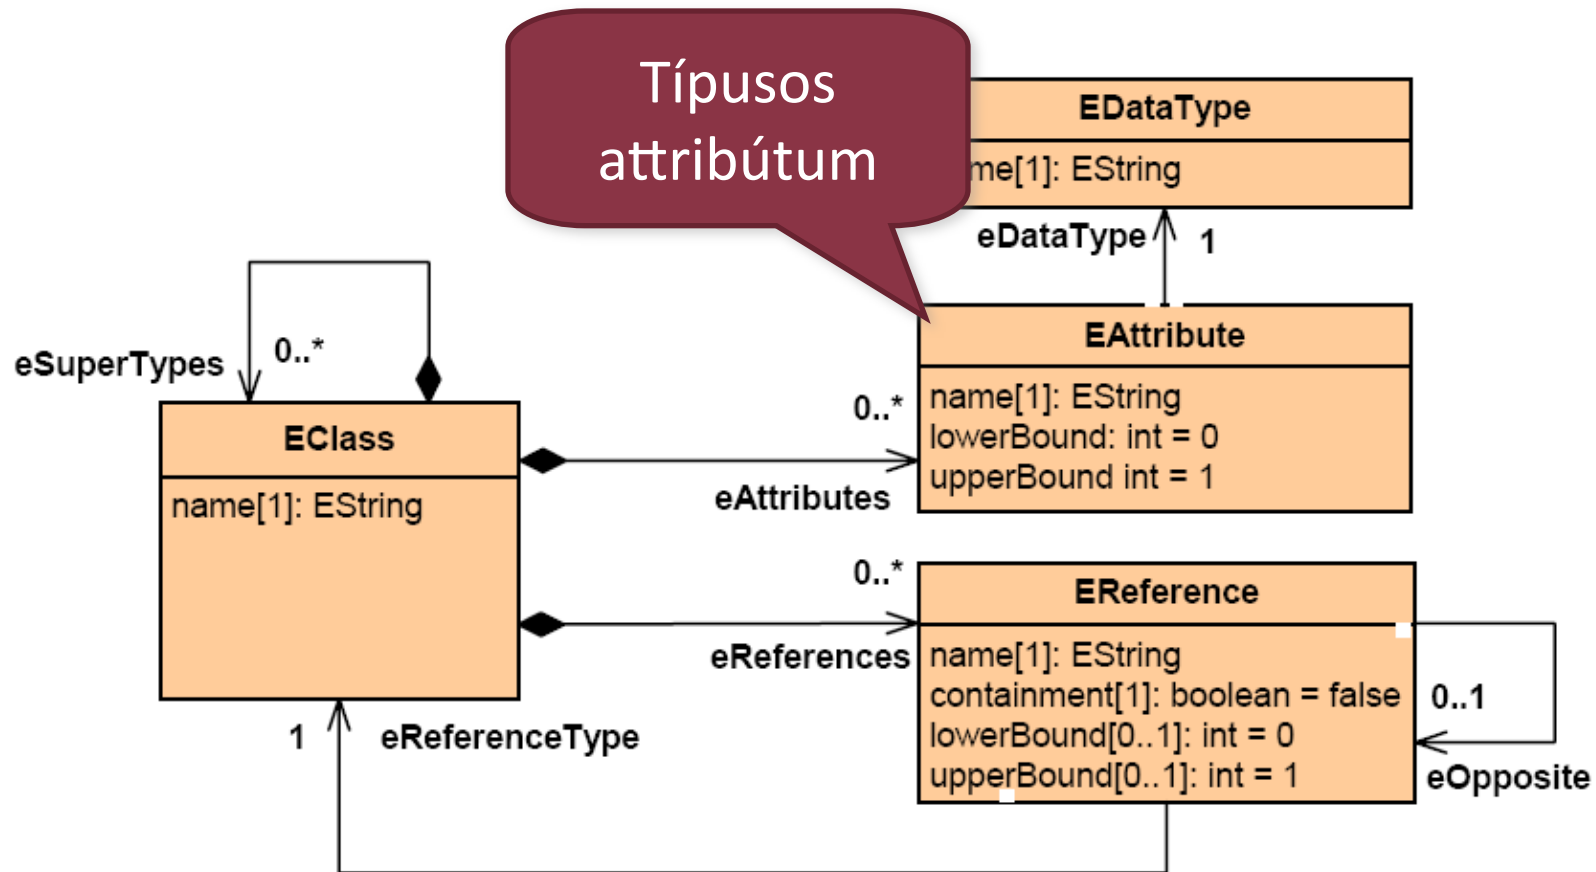 Típusos
attribútum
EDataType
me[1]: EString
eDataType
1
eSuperTypes
0..*
EClass
name[1]: EString
0..*
eAttributes
EAttribute
name[1]: EString
lowerBound: int = 0
upperBound int = 1
0..*
eReferences
EReference
name[1]: EString
containment[1]: boolean = false
lowerBound[0..1]: int = 0
upperBound[0..1]: int = 1
0..1
eOpposite
1
eReferenceType